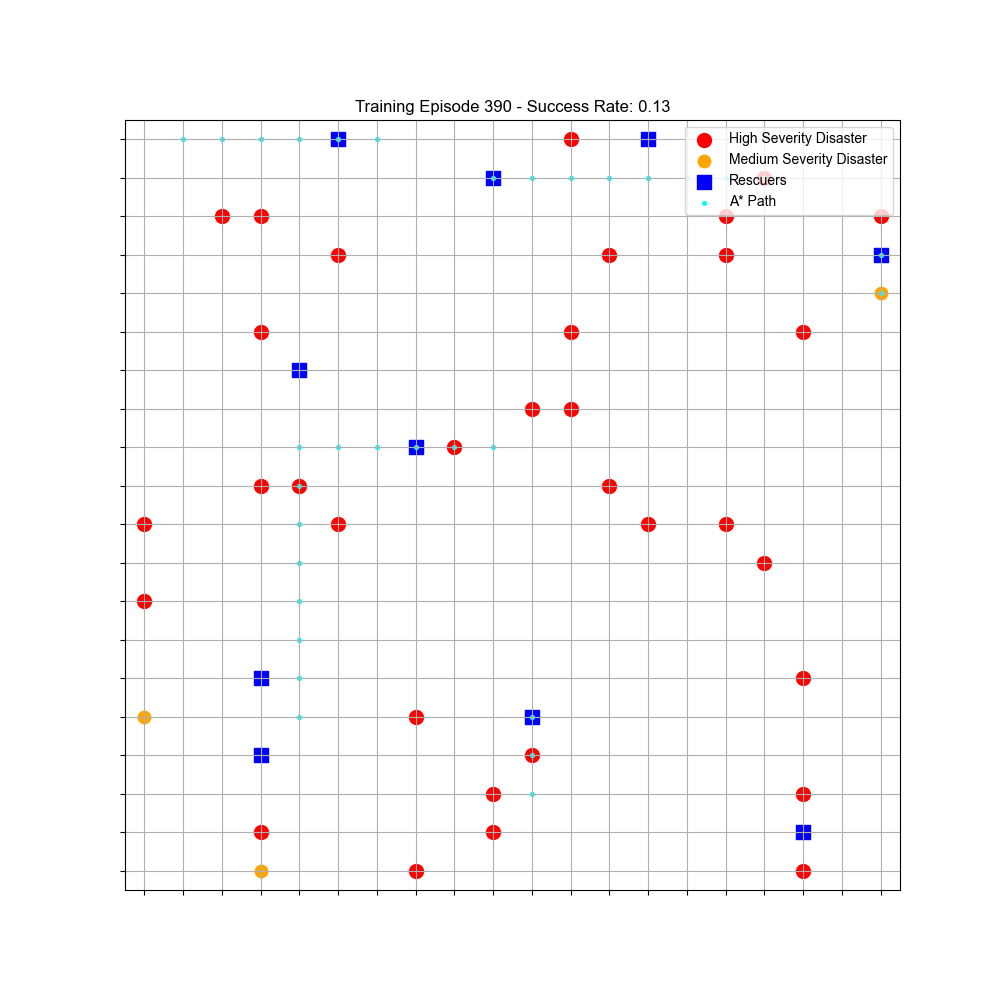 Training Episode 390 - Success Rate: 0.13
High Severity Disaster
Medium Severity Disaster
Rescuers
A* Path